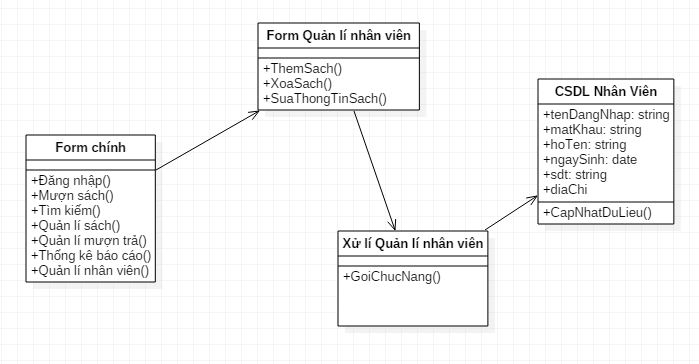 Form chính
+Đăng nhập()
+Mượn sách()
+Tìm kiếm()
+Quản lí sách()
+Quản lí mượn trả()
+Thống kê báo cáo()
+Quản lí nhân viên()
Form Quản lí nhân viên
+ThemSach()
+XoaSach()
+SuaThongTinSach()
Xử lí Quản lí nhân viên
+GoiChucNang()
CSDL Nhân Viên
+tenDangNhap: string
+matKhau: string
+hoTen: string
+ngaySinh: date
+sdt: string
+diaChi
+CapNhatDuLieu()